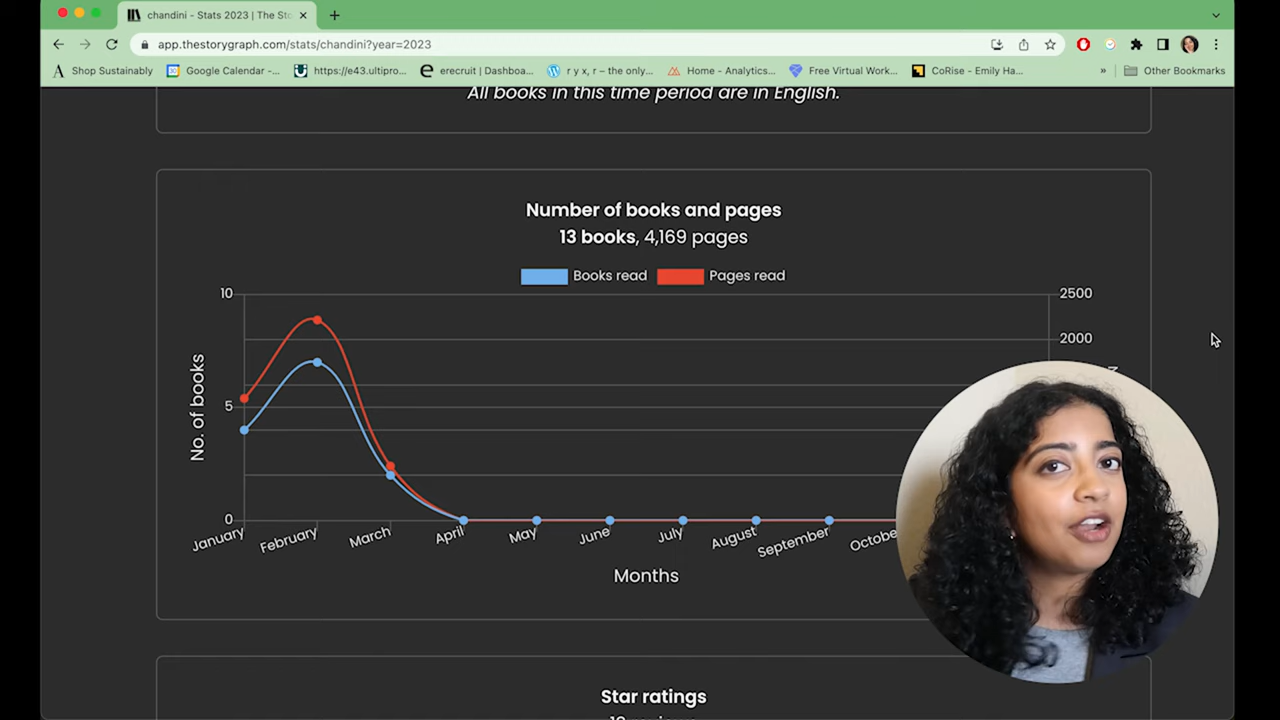 chandini - Stats 2023 | The Sto
app.thestorygraph.com/stats/chandini?year=2023
Shop Sustainably
Google Calendar -...
https://e43.ultipro...
erecruit | Dashboa...
r y x, r – the only...
Home - Analytics...
Free Virtual Work...
CoRise - Emily Ha...
» Other Bookmarks
All books in this time period are in English.
Number of books and pages
13 books, 4,169 pages
Books read Pages read
10 2500
2000
5
0
No. of books
January February March April May June July August September Octobe
Months
Star ratings